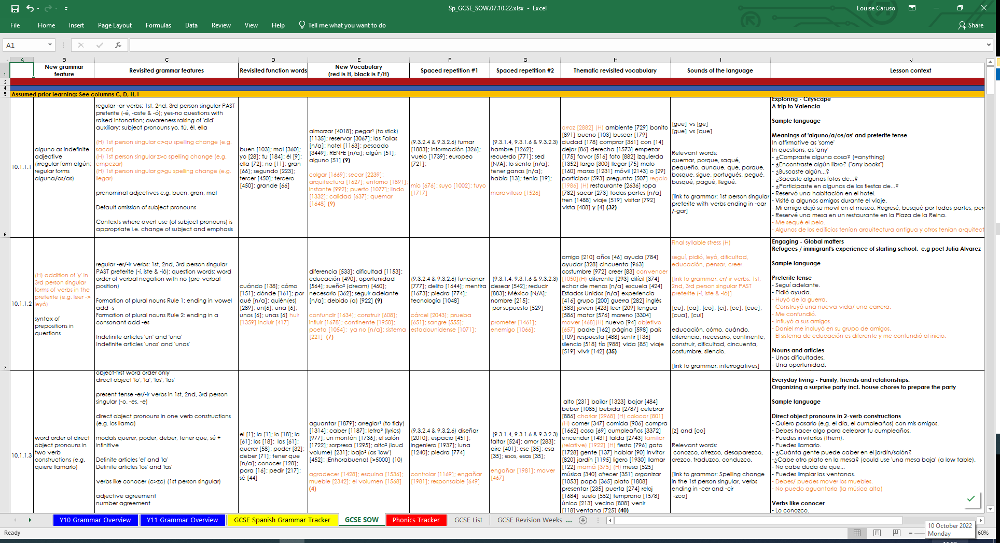 Sp_GCSE_SOW.07.10.22.xlsx - Excel
Louise Caruso
File Home Insert Page Layout Formulas Data Review View Help Tell me what you want to do
Share
A1
fx
A B C D E F G H I J
1
New grammar
feature
Revisited grammar features
Revisited function words
New Vocabulary
(red is H, black is F/H)
Spaced repetition #1
Spaced repetition #2
Thematic revisited vocabulary
Sounds of the language
Lesson context
3
4
5
Assumed prior learning: See columns C, D, H, I
6
10.1.1.1
alguno as indefinite
adjective
(irregular form algún;
regular forms
alguna/os/as)
regular -ar verbs: 1st, 2nd, 3rd person singular PAST
preterite (-é, -aste & -ó); yes-no questions with
raised intonation; awareness raising of 'did'
auxiliary; subject pronouns yo, tú, él, ella
(H) 1st person singular c>qu spelling change (e.g.
sacar)
(H) 1st person singular z>c spelling change (e.g.
empezar)
(H) 1st person singular g>gu spelling change (e.g.
llegar)
prenominal adjectives e.g. buen, gran, mal
Default omission of subject pronouns
Contexts where overt use (of subject pronouns) is
appropriate i.e. change of subject and emphasis
buen [103]; mal [360];
yo [28]; tu [184]; él [9];
ella [72]; no [11]; gran
[66]; segundo [223];
tercer [450]; tercero
[450]; grande [66]
almorzar [4018]; pegar¹ (to stick)
[1135]; reservar [3067]; las Fallas
[n/a]; hotel [1163]; pescado
[3449]; RENFE [n/a]; algún [51];
alguno [51] (9)
colgar [1669]; secar [2239];
arquitectura [1627]; entorno [1891];
instante [992]; puerto [1077]; lindo
[1332]; calidad [637]; quemar
[1648] (9)
(9.3.2.4 & 9.3.2.6) fumar
[1883]; información [326];
vuelo [1739]; europeo
[721];
mío [676]; suyo [1002]; tuyo
[1717]
(9.3.1.4, 9.3.1.6 & 9.3.2.3)
hambre [1262];
recuerdo [771]; sed
[N/A]; lo siento [n/a];
tener ganas [n/a];
había [13]; tenía [19];
maravilloso [1526]
arroz [2882] (H) ambiente [729] bonito
[891] bueno [103] buscar [179]
ciudad [178] comprar [361] con [14]
dejar [86] derecha [1573] empezar
[175] favor [516] foto [882] izquierda
[1352] largo [300] llegar [75] malo
[160] marzo [1231] móvil [2143] o [29]
participar [593] pregunta [507] regalo
[1986] (H) restaurante [2636] ropa
[782] sacar [273] todas partes [n/a]
tren [1488] viaje [519] visitar [792]
vista [408] y [4] (32)
[gue] vs [ge]
[gue] vs [que]
Relevant words:
quemar, porque, saqué,
pequeño, aunque, que, parque,
bosque, sigue, portugués, pegué,
busqué, pagué, llegué.
[link to grammar: 1st person singular
preterite with verbs ending in -car
/-gar]
Exploring - Cityscape
A trip to Valencia
Sample language
Meanings of 'alguno/a/os/as' and preterite tense
In affirmative as 'some'
In questions, as 'any'
- ¿Compraste alguna cosa? (=anything)
- ¿Encontraste algún libro? ("any books")
- ¿Buscaste algún...?
- ¿Sacaste algunas fotos de...?
- ¿Participaste en algunas de las fiestas de...?
- Reservó una habitación en el hotel.
- Visité a algunos amigos durante el viaje.
- Mi amigo dejó su movil en el museo. Regresé, busqué por todas partes, pero
- Reservé una mesa en un restaurante en la Plaza de la Reina.
- Me sequé el pelo.
- Algunos de los edificios tenían arquitectura antigua y otros tenían arquitect
7
10.1.1.2
(H) addition of 'y' in
3rd person singular
forms of verbs in the
preterite (e.g. leer ->
leyó)
syntax of
prepositions in
questions
regular -er/-ir verbs: 1st, 2nd, 3rd person singular
PAST preterite (-í, iste & -ió); question words; word
order of verbal negation with no (pre-verbal
position)
Formation of plural nouns Rule 1: ending in vowel
add -s
Formation of plural nouns Rule 2: ending in a
consonant add -es
Indefinite articles 'un' and 'una'
Indefinite articles 'unos' and 'unas'
cuándo [138]; cómo
[151]; dónde [161]; por
qué [n/a]; quién(es)
[289]; un[6]; una [6];
unos [6]; unas [6] huir
[1359] incluir [417]
diferencia [533]; dificultad [1153];
educación [490]; oportunidad
[564]; sueño² (dream) [460];
necesario [362]; seguir adelante
[n/a]; debido (a) [922] (9)
confundir [1634]; construir [608];
influir [1678]; continente [1950];
poeta [1054]; ya no [n/a]; sistema
[221] (7)
(9.3.2.4 & 9.3.2.6) funcionar
[777]; delito [1644]; mentira
[1673]; piedra [774];
tecnología [1048]
cárcel [2043]; prueba
[651]; sangre [555];
estadounidense [1071];
(9.3.1.4, 9.3.1.6 & 9.3.2.3)
desear [542]; reducir
[883]; México [N/A];
nombre [215];
por supuesto [529]
prometer [1461];
enemigo [1066];
amigo [210] años [46] ayuda [784]
ayudar [328] cincuenta [963]
costumbre [972] creer [83] convencer
[1050](H) diferente [293] difícil [374]
echar de menos [n/a] escuela [424]
Estados Unidos [n/a] experiencia
[416] grupo [200] guerra [282] inglés
[583] joven [423] leer [209] lengua
[586] matar [576] moreno [3304]
mover [468](H) nuevo [94] objetivo
[657] padre [162] página [598] país
[109] respuesta [488] sentir [136]
silencio [518] tío [988] vida [85] viaje
[519] vivir [142] (35)
Final syllable stress (H)
seguí, pidió, leyó, dificultad,
educación, pensar, creer.
[link to grammar: er/-ir verbs: 1st,
2nd, 3rd person singular PAST
preterite (-í, iste & -ió)]
[cu], [ca], [co], [ci], [ce], [cue],
[cua], [cui]
educación, cómo, cuándo,
diferencia, necesario, continente,
construir, dificultad, cincuenta,
costumbre, silencio.
[link to grammar: interrogatives]
Engaging - Global matters
Refugees / immigrant's experience of starting school. e.g poet Julia Alvarez
Sample language
Preterite tense
- Seguí adelante.
- Pidió ayuda.
- Huyó de la guerra.
- Construyó una nueva vida/ una carrera.
- Me confundió.
- Influyó a sus amigos.
- Daniel me incluyó en su grupo de amigos.
- El sistema de educación es diferente y me confundió al inicio.
Nouns and articles
- Unas dificultades.
- Una oportunidad.
10.1.1.3
word order of direct
object pronouns in
two verb
constructions (e.g.
quiere llamarlo)
object-first word order only
direct object 'lo', 'la', 'los', 'las'
present tense -er/-ir verbs in 1st, 2nd, 3rd person
singular (-o, -es, -e)
direct object pronouns in one verb constructions
(e.g. los llama)
modals querer, poder, deber, tener que, sé +
infinitive
Definite articles 'el' and 'la'
Definite articles 'los' and 'las'
verbs like conocer (c>zc) (1st person singular)
adjective agreement
number agreement
el [1]; la [1]; lo [18]; la
[61]; los [18]; las [61];
querer [58]; poder [32];
deber [71]; tener que
[n/a]; conocer [128];
para [16]; pedir [217];
sé [44]
aguantar [1879]; arreglar¹ (to tidy)
[1314]; caber [1187]; letra² (lyrics)
[977]; un montón [1736]; el salón
[1722]; sorpresa [1295]; alto² (loud
volume) [231]; bajo² (as 'low')
[452]; ¡Enhorabuena! [>5000] (10)
agradecer [1428]; esquina [1536];
mueble [2342]; el volumen [1568]
(4)
(9.3.2.4 & 9.3.2.6) diseñar
[2010]; espacio [451];
ingeniero [1937]; luna
[1240]; piedra [774]
controlar [1169]; engañar
[1981]; responsable [649]
(9.3.1.4, 9.3.1.6 & 9.3.2.3)
faltar [524]; amor [283];
aire [401]; ese [35]; esa
[35]; esos, esas [35];
engañar [1981]; mover
[467]
alto [231] bailar [1323] bajar [484]
beber [1085] bebida [2787] celebrar
[886] charlar [2968] (H) colocar [801]
(H) comer [347] comida [906] compra
[1662] cosa [69] cumpleaños [3372]
encender [1431] falda [2743] familiar
(relative) [1922] (H) fiesta [796] gato
[1728] gente [137] hablar [90] invitar
[820] jardín [1195] ligero [1930] llamar
[122] mamá [375] (H) mesa [525]
música [340] ofrecer [351] organizar
[1053] papá [365] plato [1808]
presentar [235] puerta [274] reloj
[1684] suelo [552] temprano [1578]
único [213] vecino [808] venir
[118]ventana [725] (40)
[z] and [co]
Relevant words:
conozco, ofrezco, desaparezco,
crezco, traduzco, conduzco.
[link to grammar: Spelling change
in the 1st person singular, verbs
ending in -cer and -cir
-zco]
Everyday living - Family, friends and relationships.
Organizing a surprise party incl. house chores to prepare the party
Sample language
Direct object pronouns in 2-verb constructions
- Quiero pasarlo (e.g. el día, el cumpleaños) con mis amigos.
- Debes hacer algo para celebrar tu cumpleaños.
- Puedes invitarlos (them).
- Puedes llamarlo.
- ¿Cuánta gente puede caber en el jardín/salón?
-¿Cabe otro plato en la mesa? (could use 'una mesa baja' (a low table).
- No cabe duda de que...
- Puedes limpiar las ventanas.
- Debes/ puedes mover los muebles.
- No puedo aguantarla (la música alta)
Verbs like conocer
- Lo conozco.
Y10 Grammar Overview Y11 Grammar Overview GCSE Spanish Grammar Tracker GCSE SOW Phonics Tracker GCSE List GCSE Revision Weeks ...
Ready
10 October 2022
Monday
60%